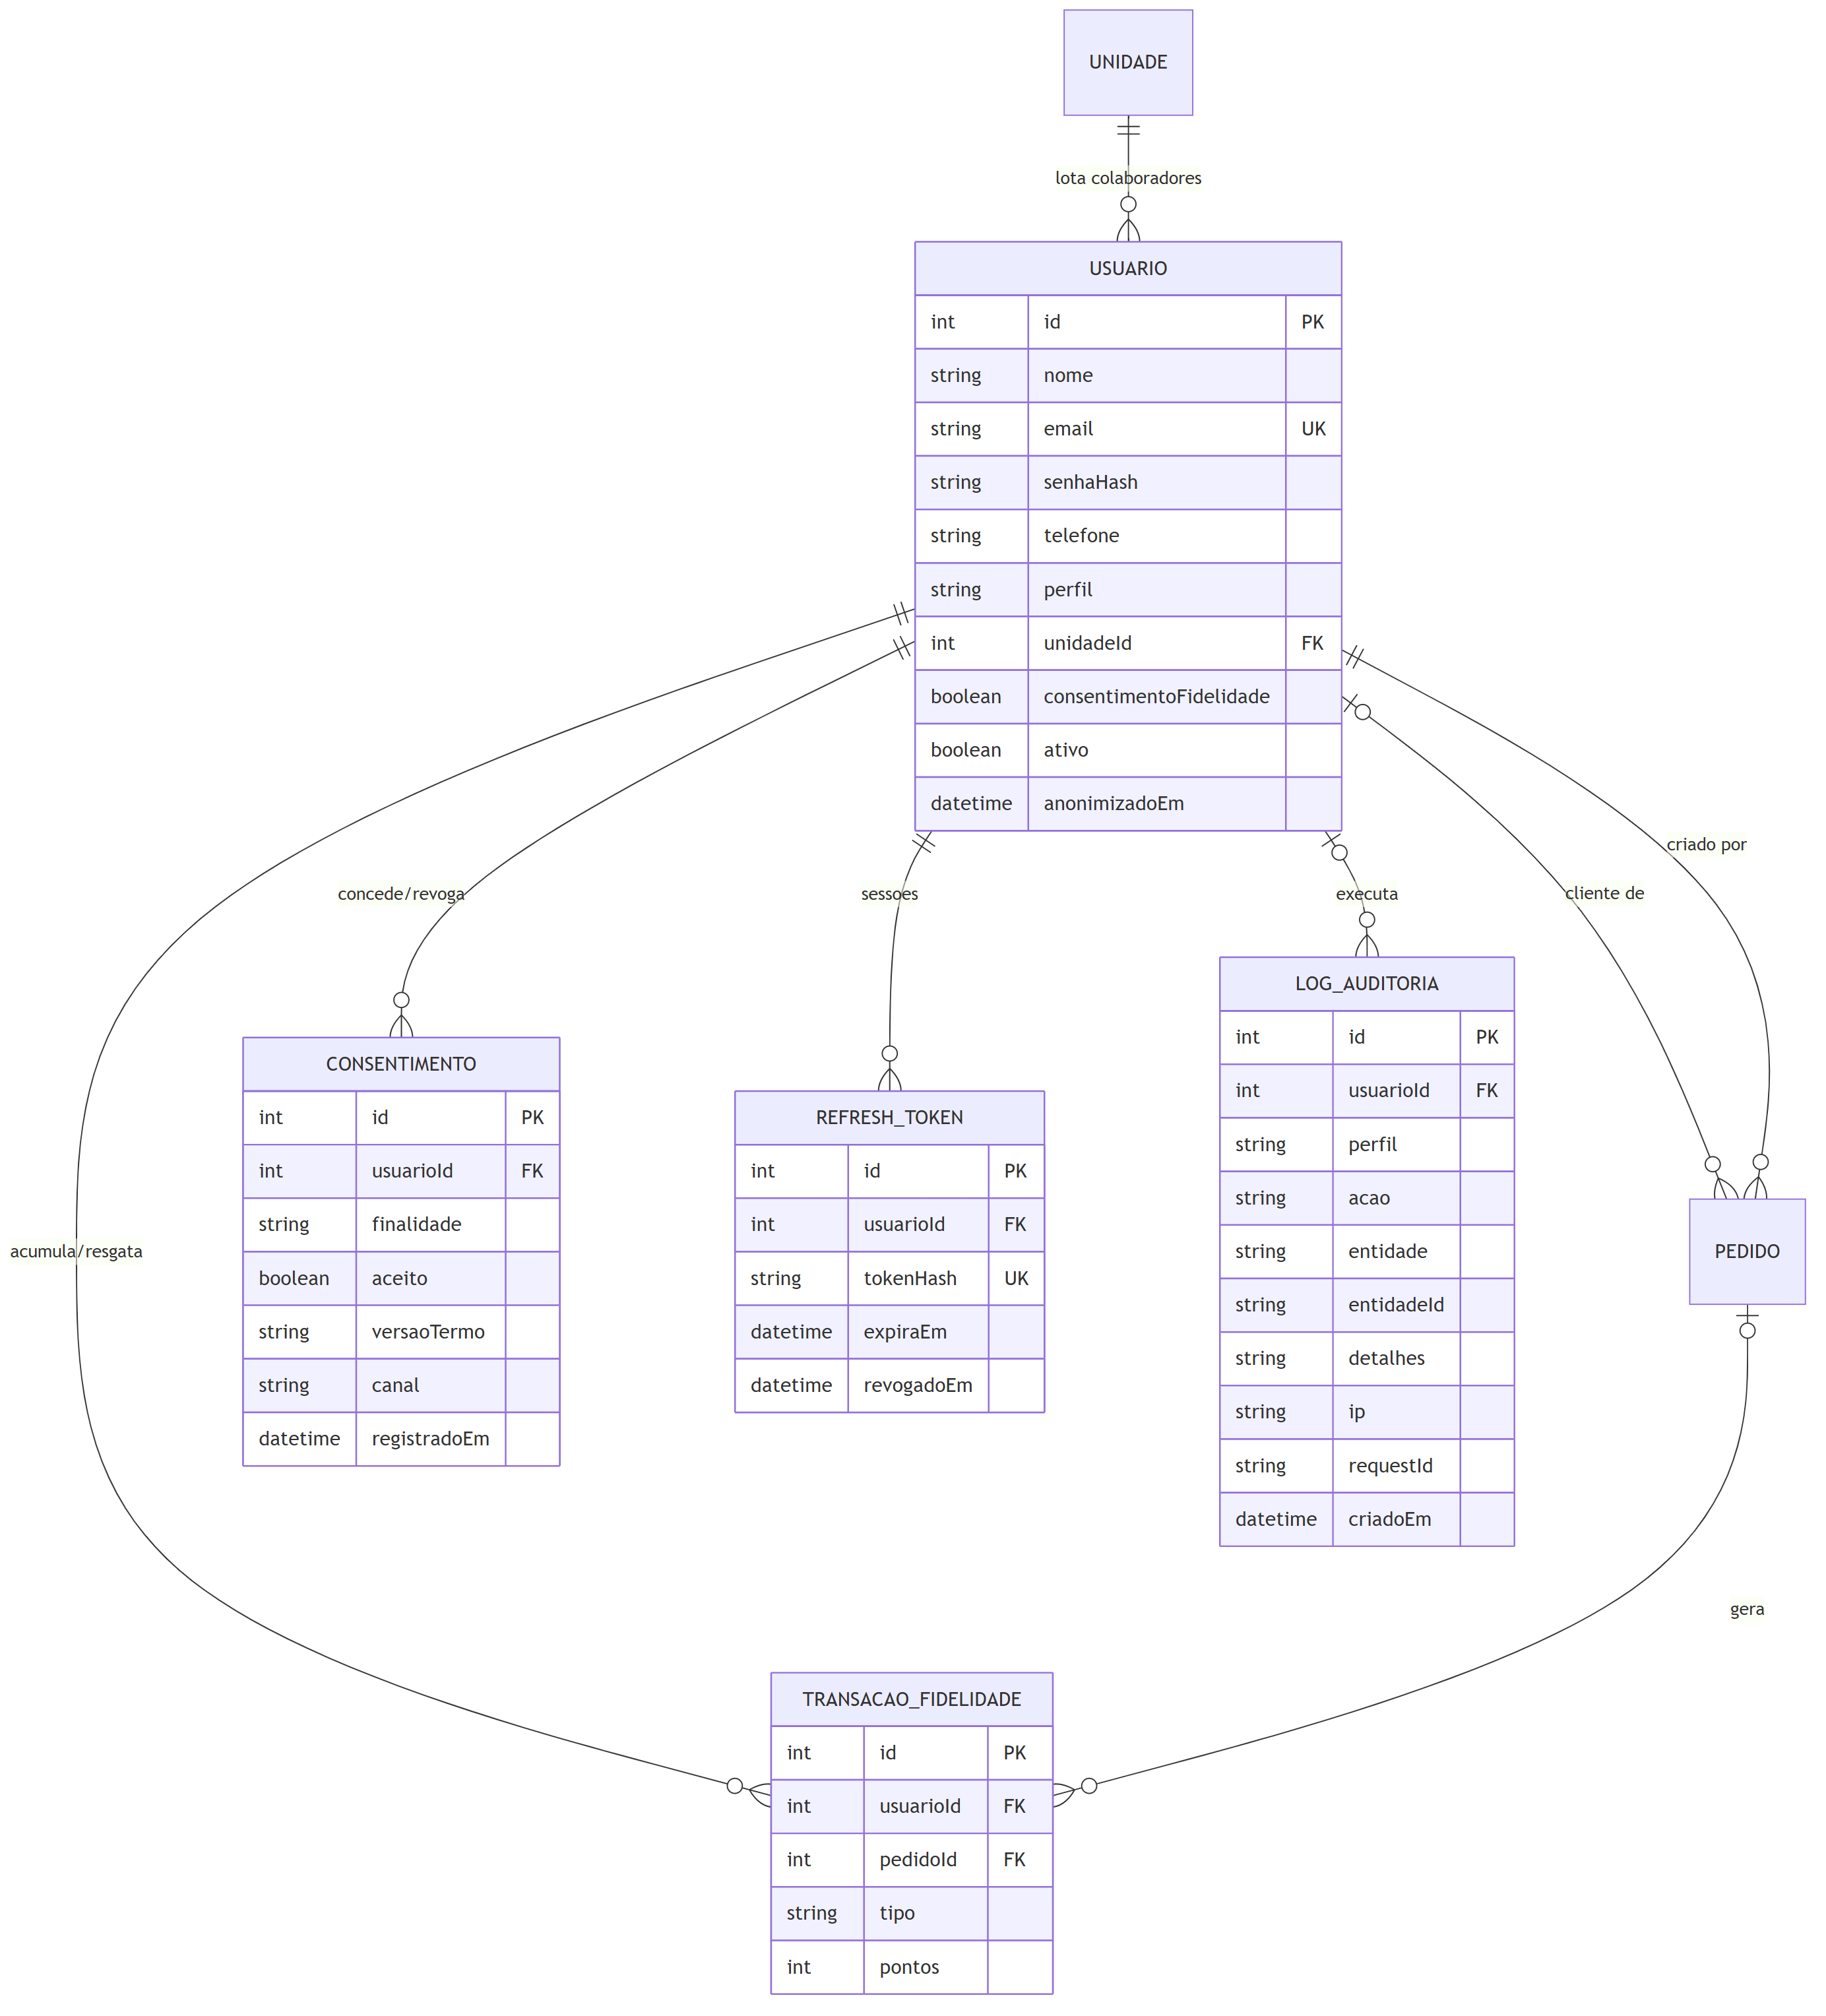 UNIDADE
lota colaboradores
USUARIO
int id PK
string nome
string email UK
string senhaHash
string telefone
string perfil
int unidadeId FK
boolean consentimentoFidelidade
boolean ativo
datetime anonimizadoEm
criado por
concede/revoga
sessoes
executa
cliente de
LOG_AUDITORIA
int id PK
int usuarioId FK
string perfil
string acao
string entidade
string entidadeId
string detalhes
string ip
string requestId
datetime criadoEm
CONSENTIMENTO
int id PK
int usuarioId FK
string finalidade
boolean aceito
string versaoTermo
string canal
datetime registradoEm
REFRESH_TOKEN
int id PK
int usuarioId FK
string tokenHash UK
datetime expiraEm
datetime revogadoEm
acumula/resgata
PEDIDO
gera
TRANSACAO_FIDELIDADE
int id PK
int usuarioId FK
int pedidoId FK
string tipo
int pontos